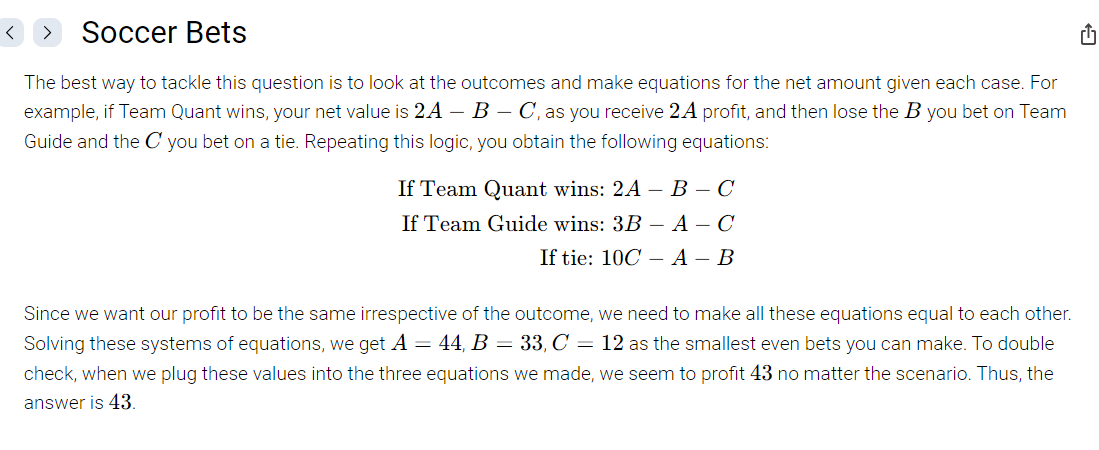 Soccer Bets
The best way to tackle this question is to look at the outcomes and make equations for the net amount given each case. For
example, if Team Quant wins, your net value is 2A − B − C, as you receive 2A profit, and then lose the B you bet on Team
Guide and the C you bet on a tie. Repeating this logic, you obtain the following equations:
If Team Quant wins: 2A − B − C
If Team Guide wins: 3B − A − C
If tie: 10C − A − B
Since we want our profit to be the same irrespective of the outcome, we need to make all these equations equal to each other.
Solving these systems of equations, we get A = 44, B = 33, C = 12 as the smallest even bets you can make. To double
check, when we plug these values into the three equations we made, we seem to profit 43 no matter the scenario. Thus, the
answer is 43.